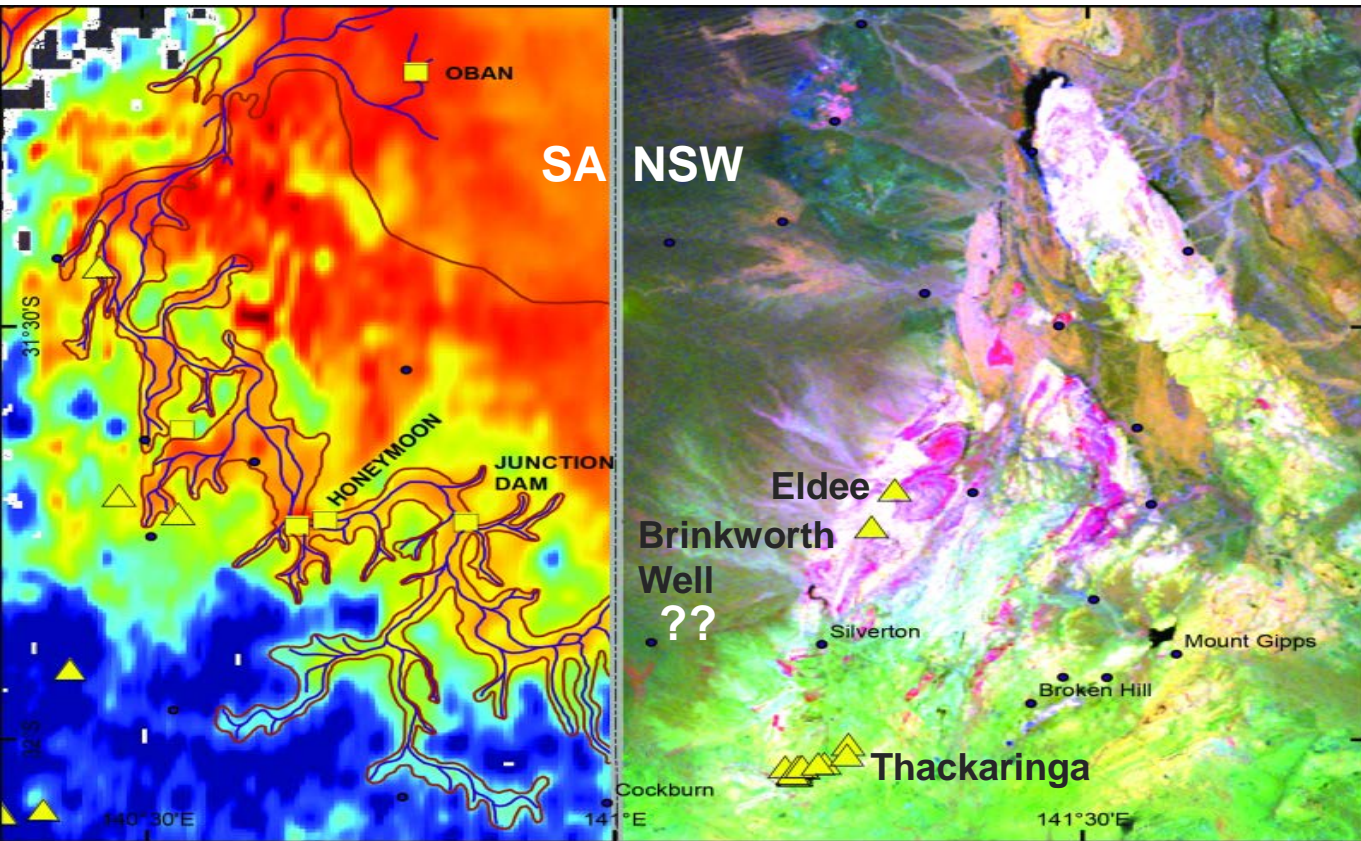 OBAN
SA NSW
31°30'S
HONEYMOON
JUNCTION
DAM
Eldee
Brinkworth
Well
??
Silverton
Mount Gipps
Broken Hill
Thackaringa
Cockburn
140°30'E
141°E
141°30'E